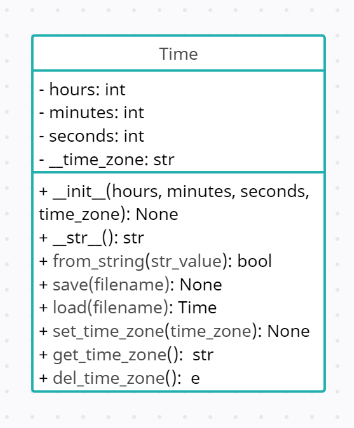 Time
- hours: int
- minutes: int
- seconds: int
- __time_zone: str
+ __init__(hours, minutes, seconds,
time_zone): None
+ __str__(): str
+ from_string(str_value): bool
+ save(filename): None
+ load(filename): Time
+ set_time_zone(time_zone): None
+ get_time_zone():  str
+ del_time_zone():  e